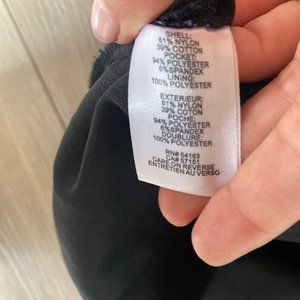 SHELL:
61% NYLON
39% COTTON
POCKET:
94% POLYESTER
6%SPANDEX
LINING:
100% POLYESTER
EXTERIEUR:
61% NYLON
39% COTON
POCHE:
94% POLYESTER
6%SPANDEX
DOUBLURE:
100% POLYESTER
RN# 54163
CA# 57151
CARE ON REVERSE
ENTRETIEN AU VERSO